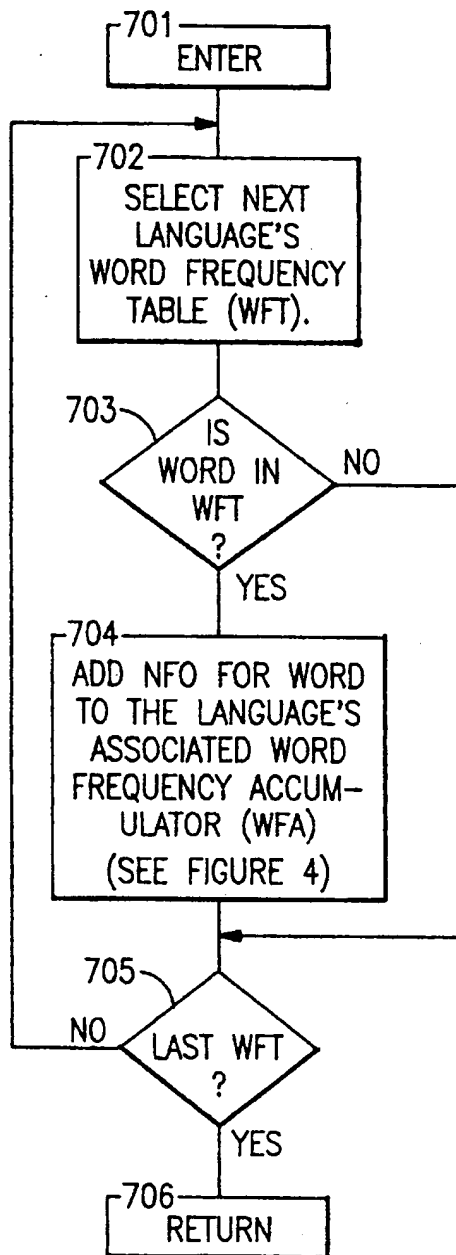 701
ENTER
702
SELECT NEXT
LANGUAGE'S
WORD FREQUENCY
TABLE (WFT).
703
IS
WORD IN
WFT
?
NO
YES
704
ADD NFO FOR WORD
TO THE LANGUAGE'S
ASSOCIATED WORD
FREQUENCY ACCUM-
ULATOR (WFA)
(SEE FIGURE 4)
705
NO
LAST WFT
?
YES
706
RETURN